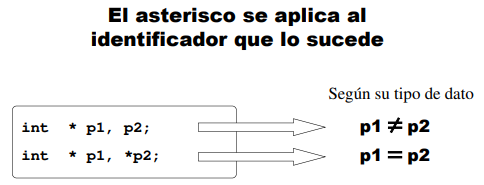 El asterisco se aplica al
identificador que lo sucede
Según su tipo de dato
int * p1, p2; p1 ≠ p2
int * p1, *p2; p1 = p2